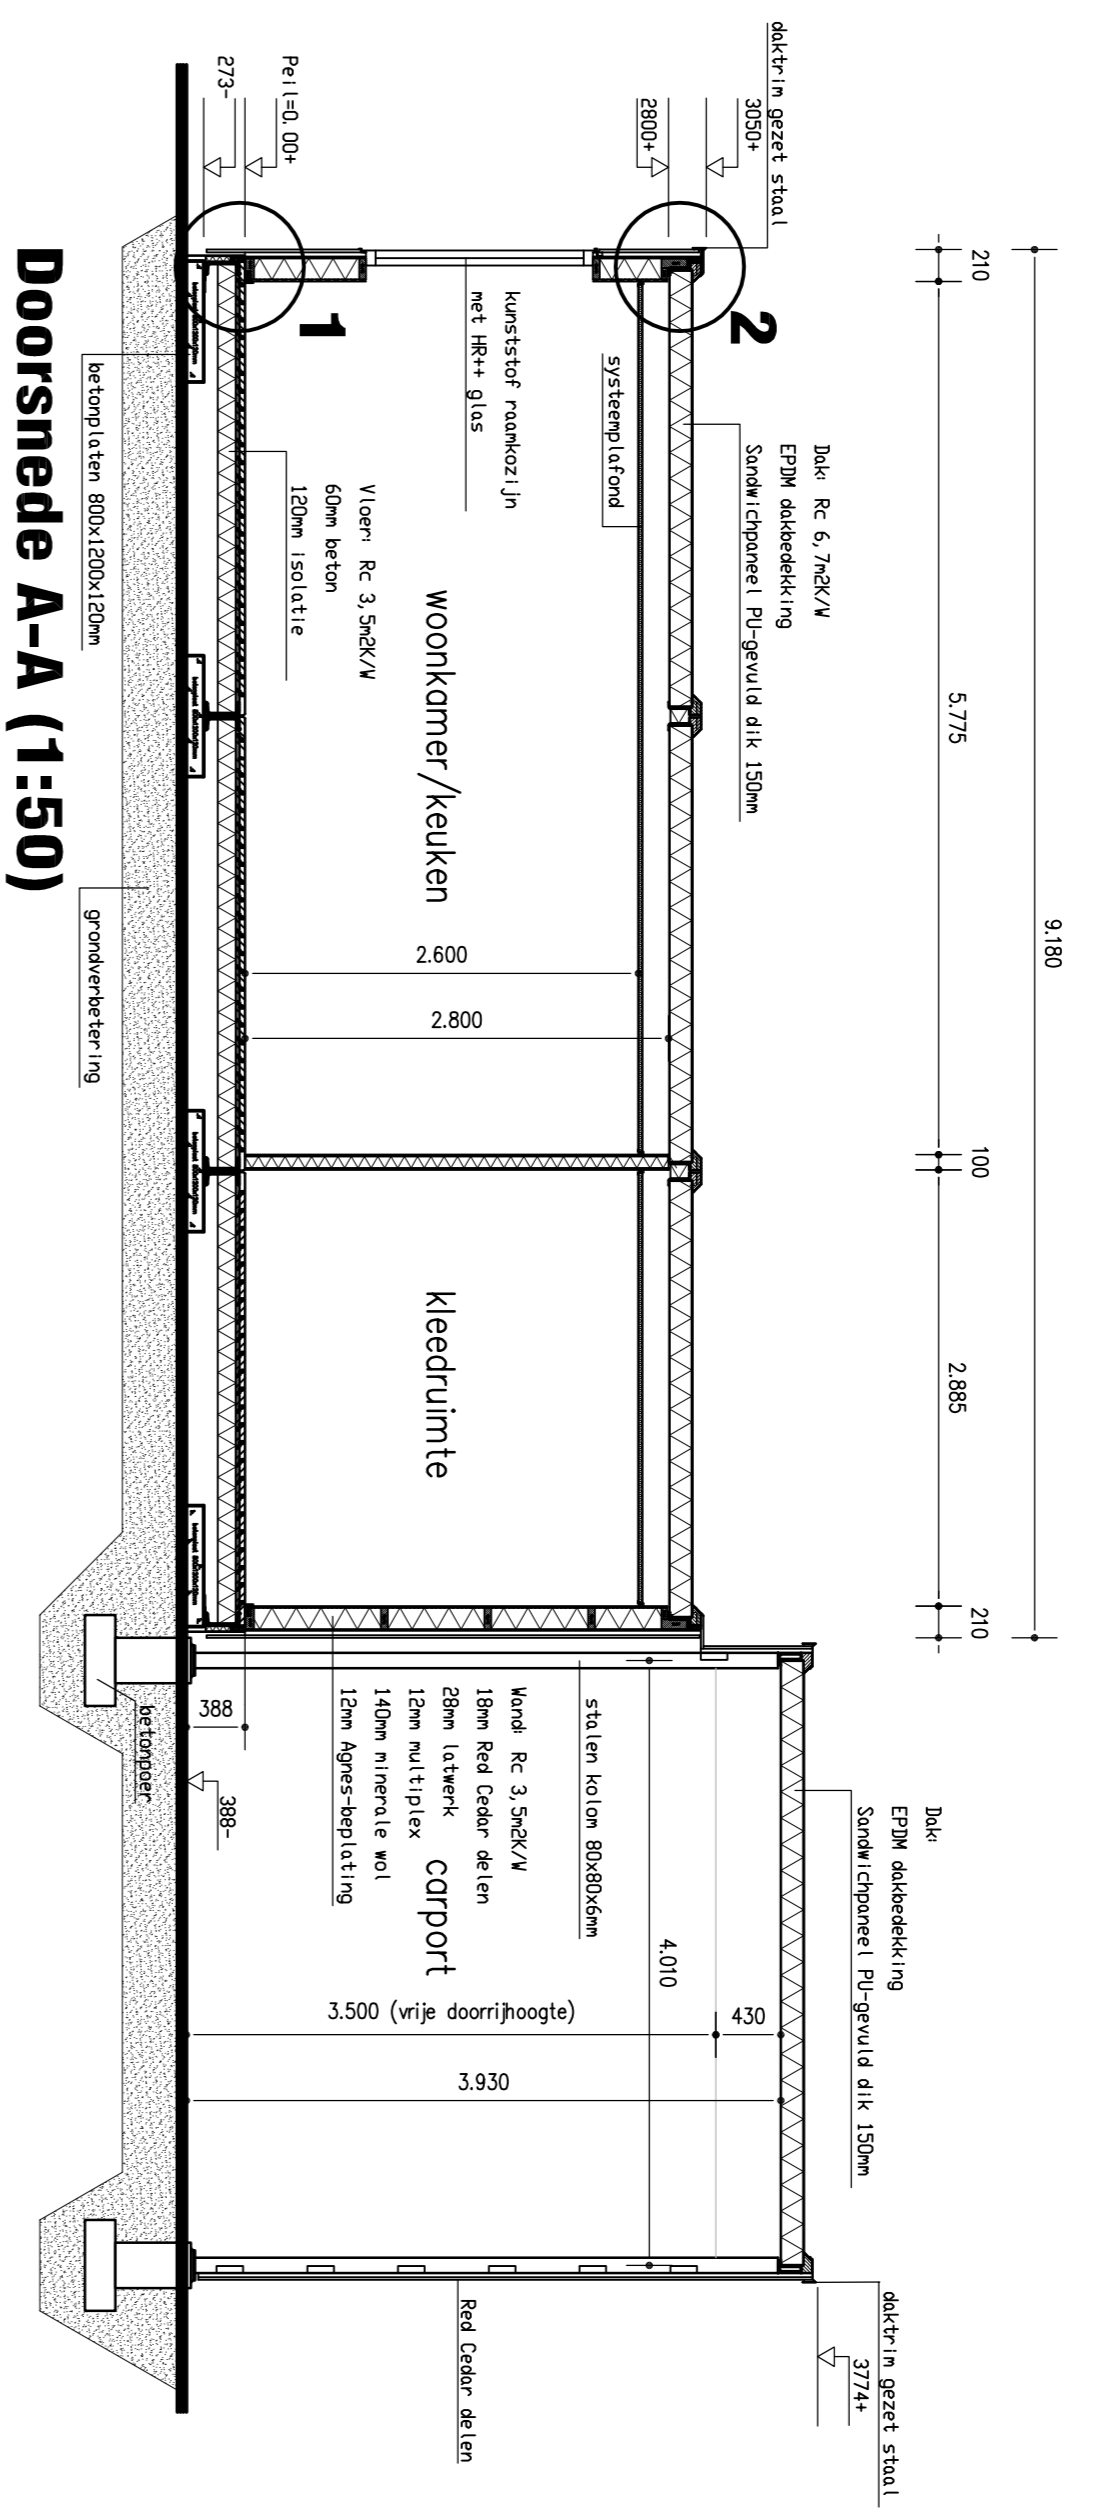 9.180
210
5.775
100
2.885
210
Dak: Rc 6,7m2K/W
EPDM dakbedekking
Sandwichpaneel PU-gevuld dik 150mm
Dak:
EPDM dakbedekking
Sandwichpaneel PU-gevuld dik 150mm
daktrim gezet staal
daktrim gezet staal
3774+
3050+
2800+
2
systeemplafond
kunststof raamkozijn
met HR++ glas
woonkamer/keuken
2.600
2.800
kleedruimte
stalen kolom 80x80x6mm
Wand: Rc 3,5m2K/W
18mm Red Cedar delen
28mm latwerk
12mm multiplex
140mm minerale wol
12mm Agnes-beplating
carport
4.010
3.500 (vrije doorrijhoogte)
430
3.930
Red Cedar delen
Vloer: Rc 3,5m2K/W
60mm beton
120mm isolatie
1
Peil=0,00+
273-
388
388-
betonplaten 800x1200x120mm
grondverbetering
betonpoer
Doorsnede A-A (1:50)